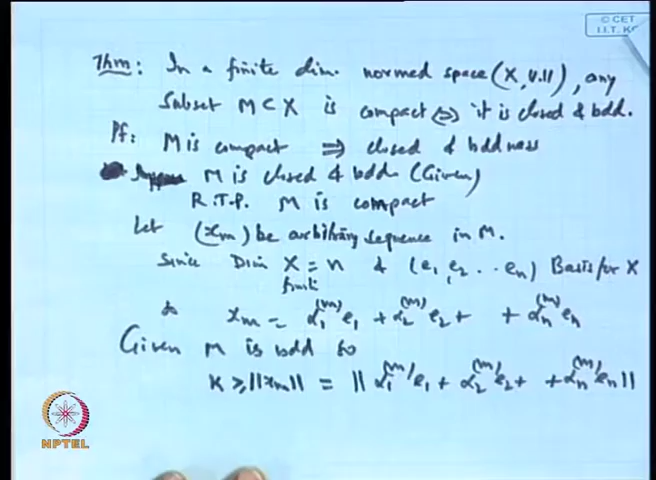 © CET
I.I.T. KG
Thm: In a finite dim. normed space (X, ||.||), any
Subset M ⊂ X is compact ⇔ it is closed & bdd.
Pf: M is compact ⇒ closed & bddness
M is closed & bdd (Given)
R.T.P. M is compact
Let (xₘ) be arbitrary sequence in M.
Since Dim X = n & (e₁, e₂ .. eₙ) Basis for X
finite
so xₘ = α₁⁽ᵐ⁾e₁ + α₂⁽ᵐ⁾e₂ + + αₙ⁽ᵐ⁾eₙ
Given M is bdd so
K ≥ ||xₘ|| = || α₁⁽ᵐ⁾e₁ + α₂⁽ᵐ⁾e₂ + + αₙ⁽ᵐ⁾eₙ ||
NPTEL